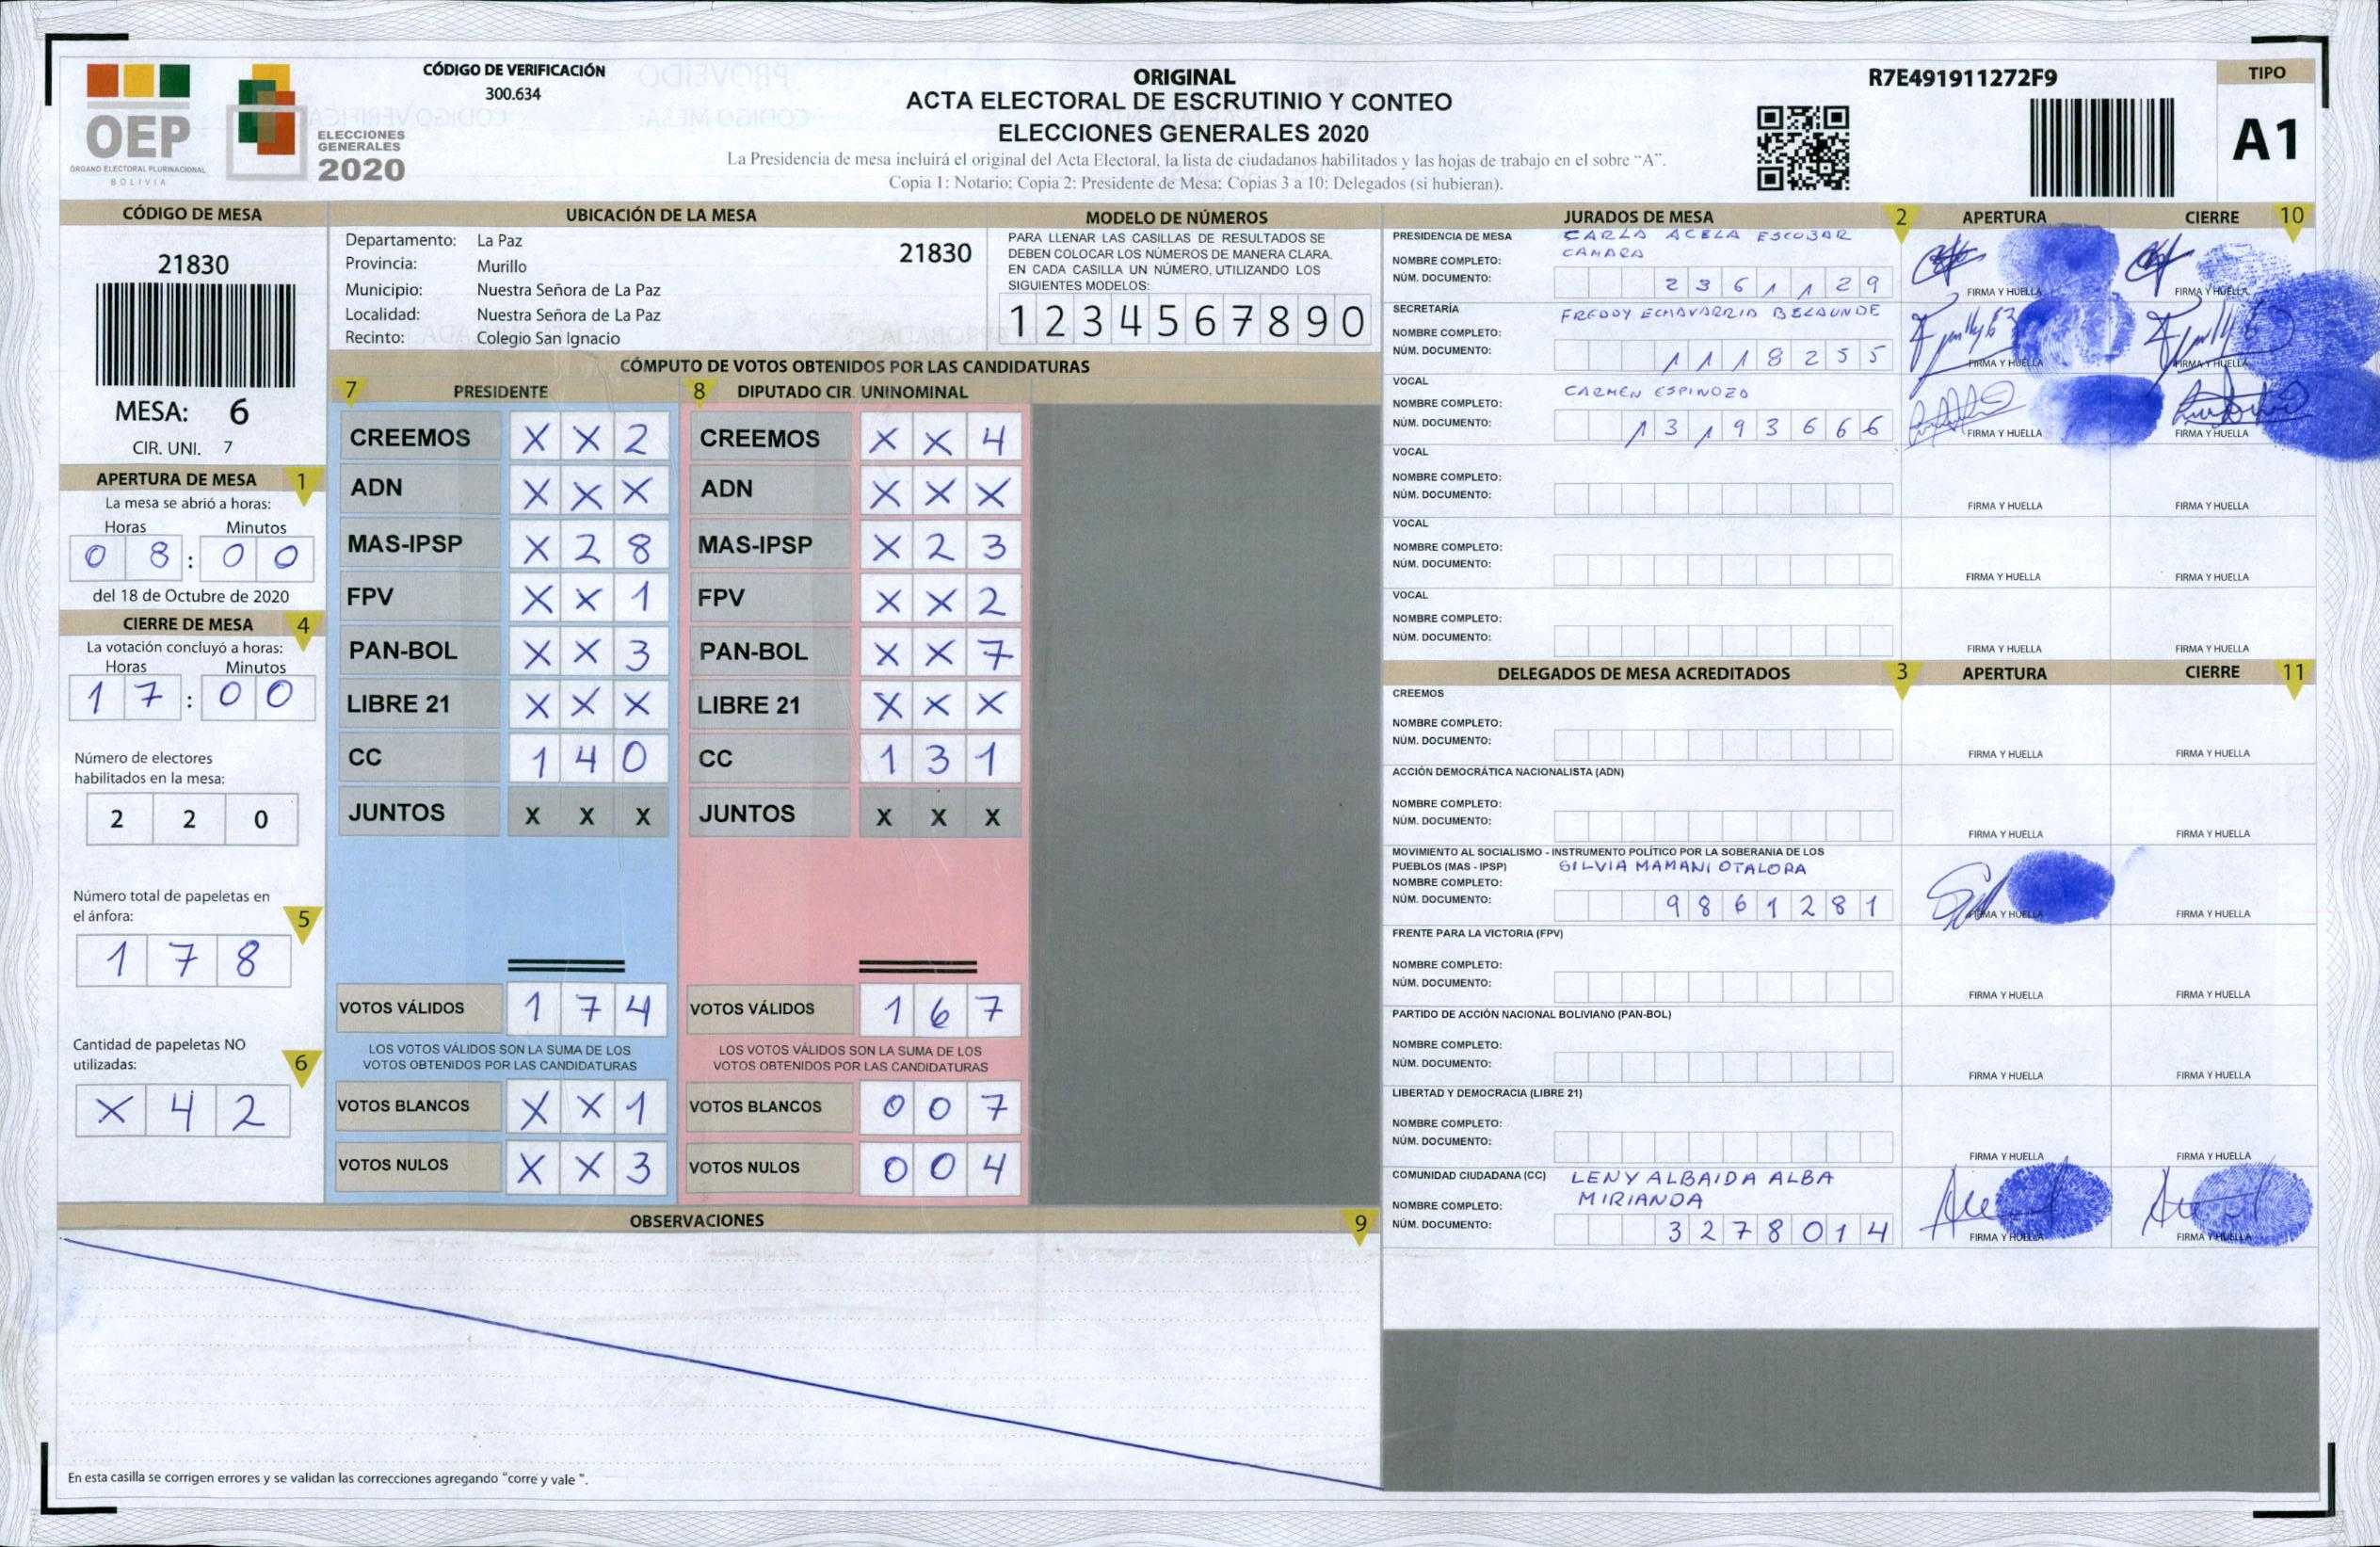 OEP
ÓRGANO ELECTORAL PLURINACIONAL
BOLIVIA
ELECCIONES
GENERALES
2020
CÓDIGO DE VERIFICACIÓN
300.634
ORIGINAL
ACTA ELECTORAL DE ESCRUTINIO Y CONTEO
ELECCIONES GENERALES 2020
La Presidencia de mesa incluirá el original del Acta Electoral, la lista de ciudadanos habilitados y las hojas de trabajo en el sobre "A".
Copia 1: Notario; Copia 2: Presidente de Mesa; Copias 3 a 10: Delegados (si hubieran).
R7E491911272F9
TIPO
A1
CÓDIGO DE MESA
21830
MESA: 6
CIR. UNI. 7
APERTURA DE MESA 1
La mesa se abrió a horas:
Horas Minutos
0 8 : 0 0
del 18 de Octubre de 2020
CIERRE DE MESA 4
La votación concluyó a horas:
Horas Minutos
1 7 : 0 0
Número de electores
habilitados en la mesa:
2 2 0
Número total de papeletas en
el ánfora: 5
1 7 8
Cantidad de papeletas NO
utilizadas: 6
X 4 2
UBICACIÓN DE LA MESA
Departamento: La Paz 21830
Provincia: Murillo
Municipio: Nuestra Señora de La Paz
Localidad: Nuestra Señora de La Paz
Recinto: Colegio San Ignacio
MODELO DE NÚMEROS
PARA LLENAR LAS CASILLAS DE RESULTADOS SE
DEBEN COLOCAR LOS NÚMEROS DE MANERA CLARA.
EN CADA CASILLA UN NÚMERO, UTILIZANDO LOS
SIGUIENTES MODELOS:
1 2 3 4 5 6 7 8 9 0
CÓMPUTO DE VOTOS OBTENIDOS POR LAS CANDIDATURAS
7 PRESIDENTE
CREEMOS X X 2
ADN X X X
MAS-IPSP X 2 8
FPV X X 1
PAN-BOL X X 3
LIBRE 21 X X X
CC 1 4 0
JUNTOS X X X
VOTOS VÁLIDOS 1 7 4
LOS VOTOS VÁLIDOS SON LA SUMA DE LOS
VOTOS OBTENIDOS POR LAS CANDIDATURAS
VOTOS BLANCOS X X 1
VOTOS NULOS X X 3
8 DIPUTADO CIR. UNINOMINAL
CREEMOS X X 4
ADN X X X
MAS-IPSP X 2 3
FPV X X 2
PAN-BOL X X 7
LIBRE 21 X X X
CC 1 3 1
JUNTOS X X X
VOTOS VÁLIDOS 1 6 7
LOS VOTOS VÁLIDOS SON LA SUMA DE LOS
VOTOS OBTENIDOS POR LAS CANDIDATURAS
VOTOS BLANCOS 0 0 7
VOTOS NULOS 0 0 4
OBSERVACIONES 9
En esta casilla se corrigen errores y se validan las correcciones agregando "corre y vale ".
JURADOS DE MESA 2 APERTURA CIERRE 10
PRESIDENCIA DE MESA CARLA ACELA ESCOBAR
NOMBRE COMPLETO: CAMARA
NÚM. DOCUMENTO: 2 3 6 1 1 2 9
FIRMA Y HUELLA FIRMA Y HUELLA
SECRETARÍA FREDDY ECHAVARRIA BELAUNDE
NOMBRE COMPLETO:
NÚM. DOCUMENTO: 1 1 1 8 2 5 5
FIRMA Y HUELLA FIRMA Y HUELLA
VOCAL CARMEN ESPINOZO
NOMBRE COMPLETO:
NÚM. DOCUMENTO: 1 3 1 9 3 6 6 6
FIRMA Y HUELLA FIRMA Y HUELLA
VOCAL
NOMBRE COMPLETO:
NÚM. DOCUMENTO:
FIRMA Y HUELLA FIRMA Y HUELLA
VOCAL
NOMBRE COMPLETO:
NÚM. DOCUMENTO:
FIRMA Y HUELLA FIRMA Y HUELLA
VOCAL
NOMBRE COMPLETO:
NÚM. DOCUMENTO:
FIRMA Y HUELLA FIRMA Y HUELLA
DELEGADOS DE MESA ACREDITADOS 3 APERTURA CIERRE 11
CREEMOS
NOMBRE COMPLETO:
NÚM. DOCUMENTO:
FIRMA Y HUELLA FIRMA Y HUELLA
ACCIÓN DEMOCRÁTICA NACIONALISTA (ADN)
NOMBRE COMPLETO:
NÚM. DOCUMENTO:
FIRMA Y HUELLA FIRMA Y HUELLA
MOVIMIENTO AL SOCIALISMO - INSTRUMENTO POLÍTICO POR LA SOBERANIA DE LOS
PUEBLOS (MAS - IPSP) SILVIA MAMANI OTALORA
NOMBRE COMPLETO:
NÚM. DOCUMENTO: 9 8 6 1 2 8 1
FIRMA Y HUELLA FIRMA Y HUELLA
FRENTE PARA LA VICTORIA (FPV)
NOMBRE COMPLETO:
NÚM. DOCUMENTO:
FIRMA Y HUELLA FIRMA Y HUELLA
PARTIDO DE ACCIÓN NACIONAL BOLIVIANO (PAN-BOL)
NOMBRE COMPLETO:
NÚM. DOCUMENTO:
FIRMA Y HUELLA FIRMA Y HUELLA
LIBERTAD Y DEMOCRACIA (LIBRE 21)
NOMBRE COMPLETO:
NÚM. DOCUMENTO:
FIRMA Y HUELLA FIRMA Y HUELLA
COMUNIDAD CIUDADANA (CC) LENY ALBAIDA ALBA
NOMBRE COMPLETO: MIRIANDA
NÚM. DOCUMENTO: 3 2 7 8 0 1 4
FIRMA Y HUELLA FIRMA Y HUELLA